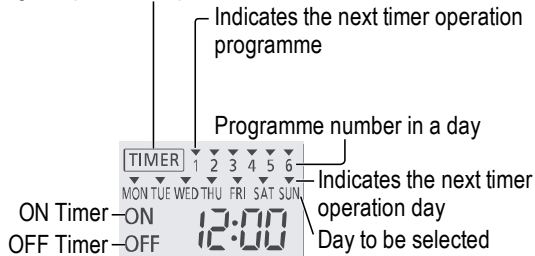 Indicates the next timer operation
programme
Programme number in a day
TIMER 1 2 3 4 5 6
MON TUE WED THU FRI SAT SUN
Indicates the next timer
operation day
ON Timer
ON
12:00
OFF Timer
OFF
Day to be selected